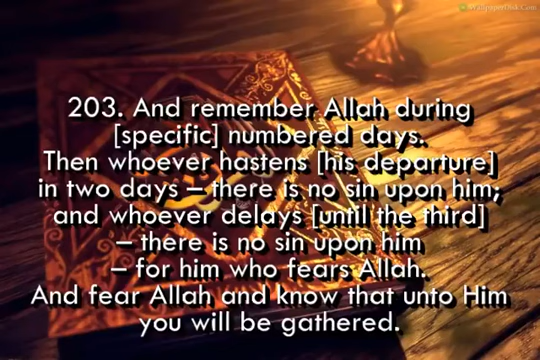 WallpapersDisk.Com
203. And remember Allah during
[specific] numbered days.
Then whoever hastens [his departure]
in two days – there is no sin upon him;
and whoever delays [until the third]
– there is no sin upon him
– for him who fears Allah.
And fear Allah and know that unto Him
you will be gathered.